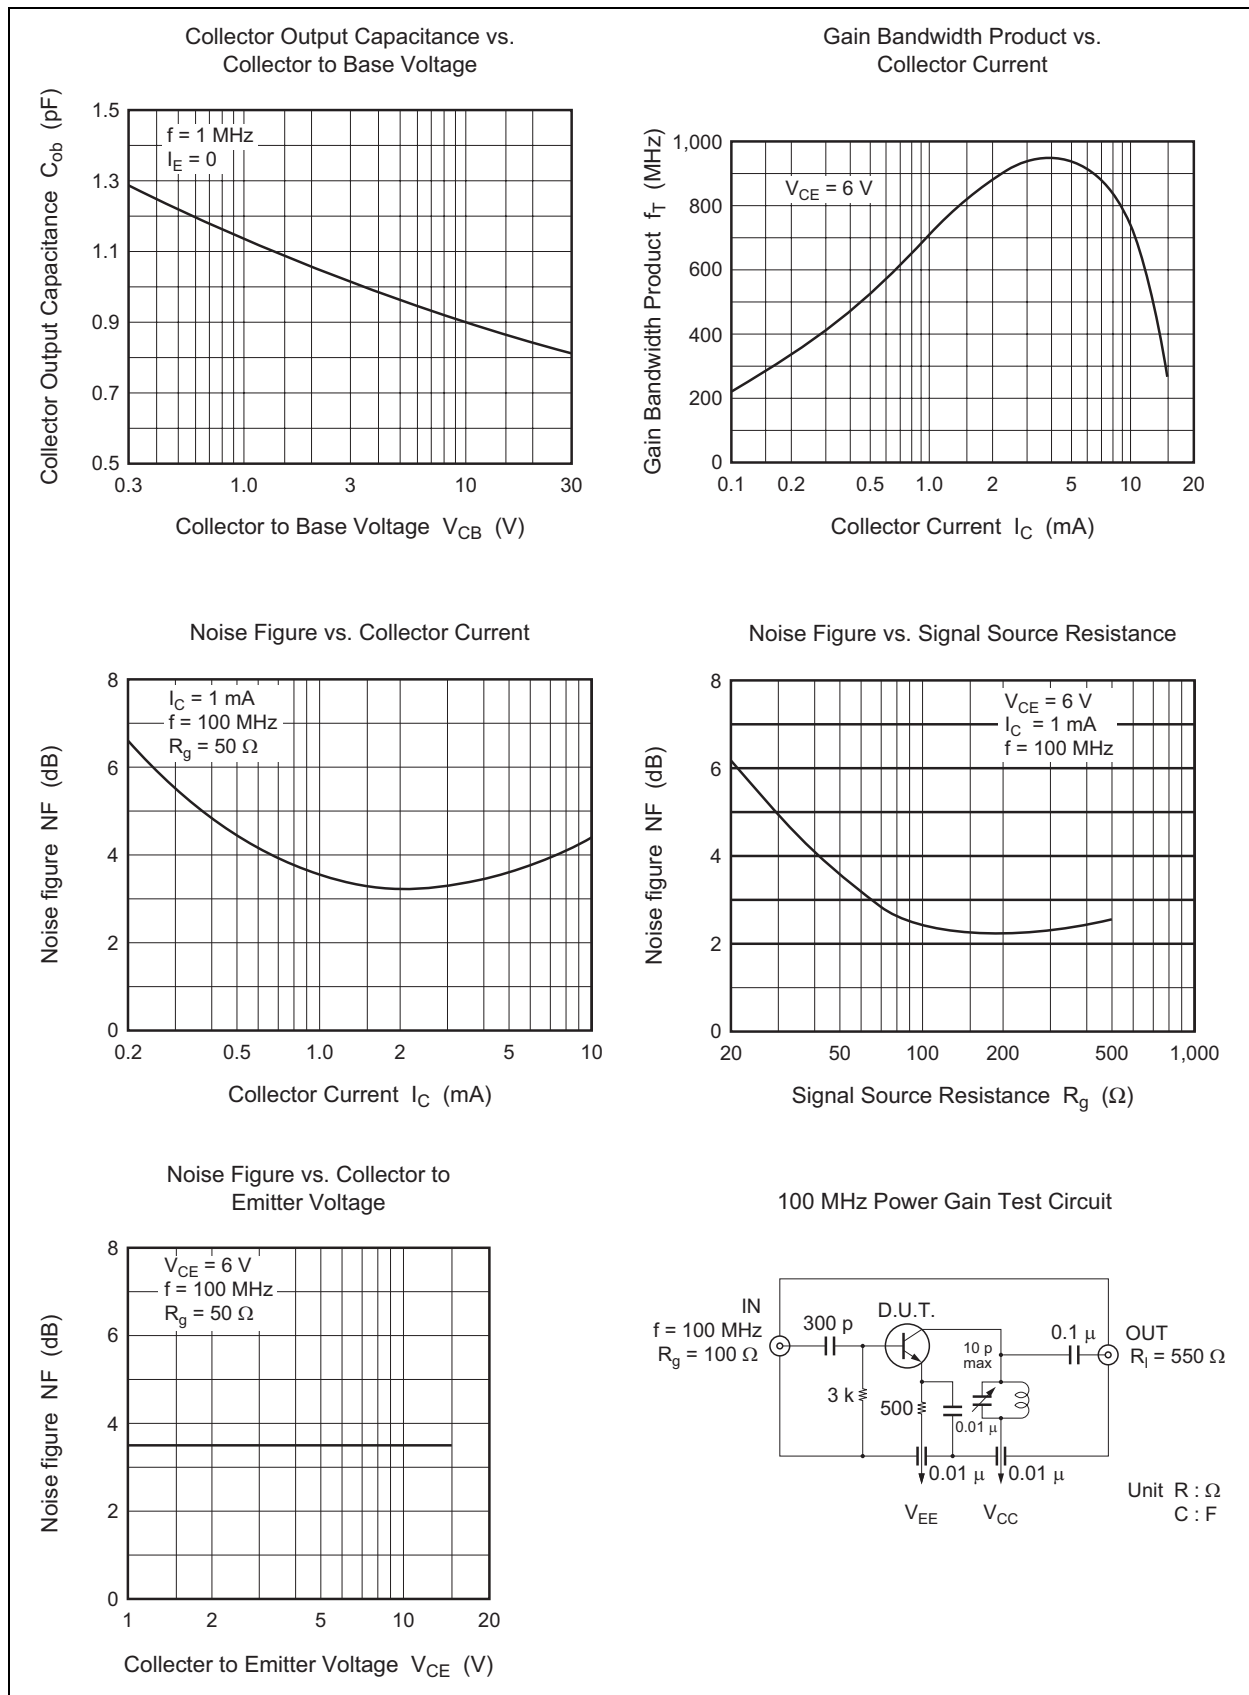 Collector Output Capacitance vs.
Collector to Base Voltage
Collector Output Capacitance Cob (pF)
1.5
1.3
1.1
0.9
0.7
0.5
f = 1 MHz
IE = 0
0.3 1.0 3 10 30
Collector to Base Voltage VCB (V)
Gain Bandwidth Product vs.
Collector Current
Gain Bandwidth Product fT (MHz)
1,000
800
600
400
200
0
VCE = 6 V
0.1 0.2 0.5 1.0 2 5 10 20
Collector Current IC (mA)
Noise Figure vs. Collector Current
Noise figure NF (dB)
8
6
4
2
0
IC = 1 mA
f = 100 MHz
Rg = 50 Ω
0.2 0.5 1.0 2 5 10
Collector Current IC (mA)
Noise Figure vs. Signal Source Resistance
Noise figure NF (dB)
8
6
4
2
0
VCE = 6 V
IC = 1 mA
f = 100 MHz
20 50 100 200 500 1,000
Signal Source Resistance Rg (Ω)
Noise Figure vs. Collector to
Emitter Voltage
Noise figure NF (dB)
8
6
4
2
0
VCE = 6 V
f = 100 MHz
Rg = 50 Ω
1 2 5 10 20
Collecter to Emitter Voltage VCE (V)
100 MHz Power Gain Test Circuit
IN
f = 100 MHz
Rg = 100 Ω
300 p
D.U.T.
10 p
max
0.1 μ
OUT
Rl = 550 Ω
3 k
500
0.01 μ
0.01 μ
0.01 μ
VEE
VCC
Unit R : Ω
C : F